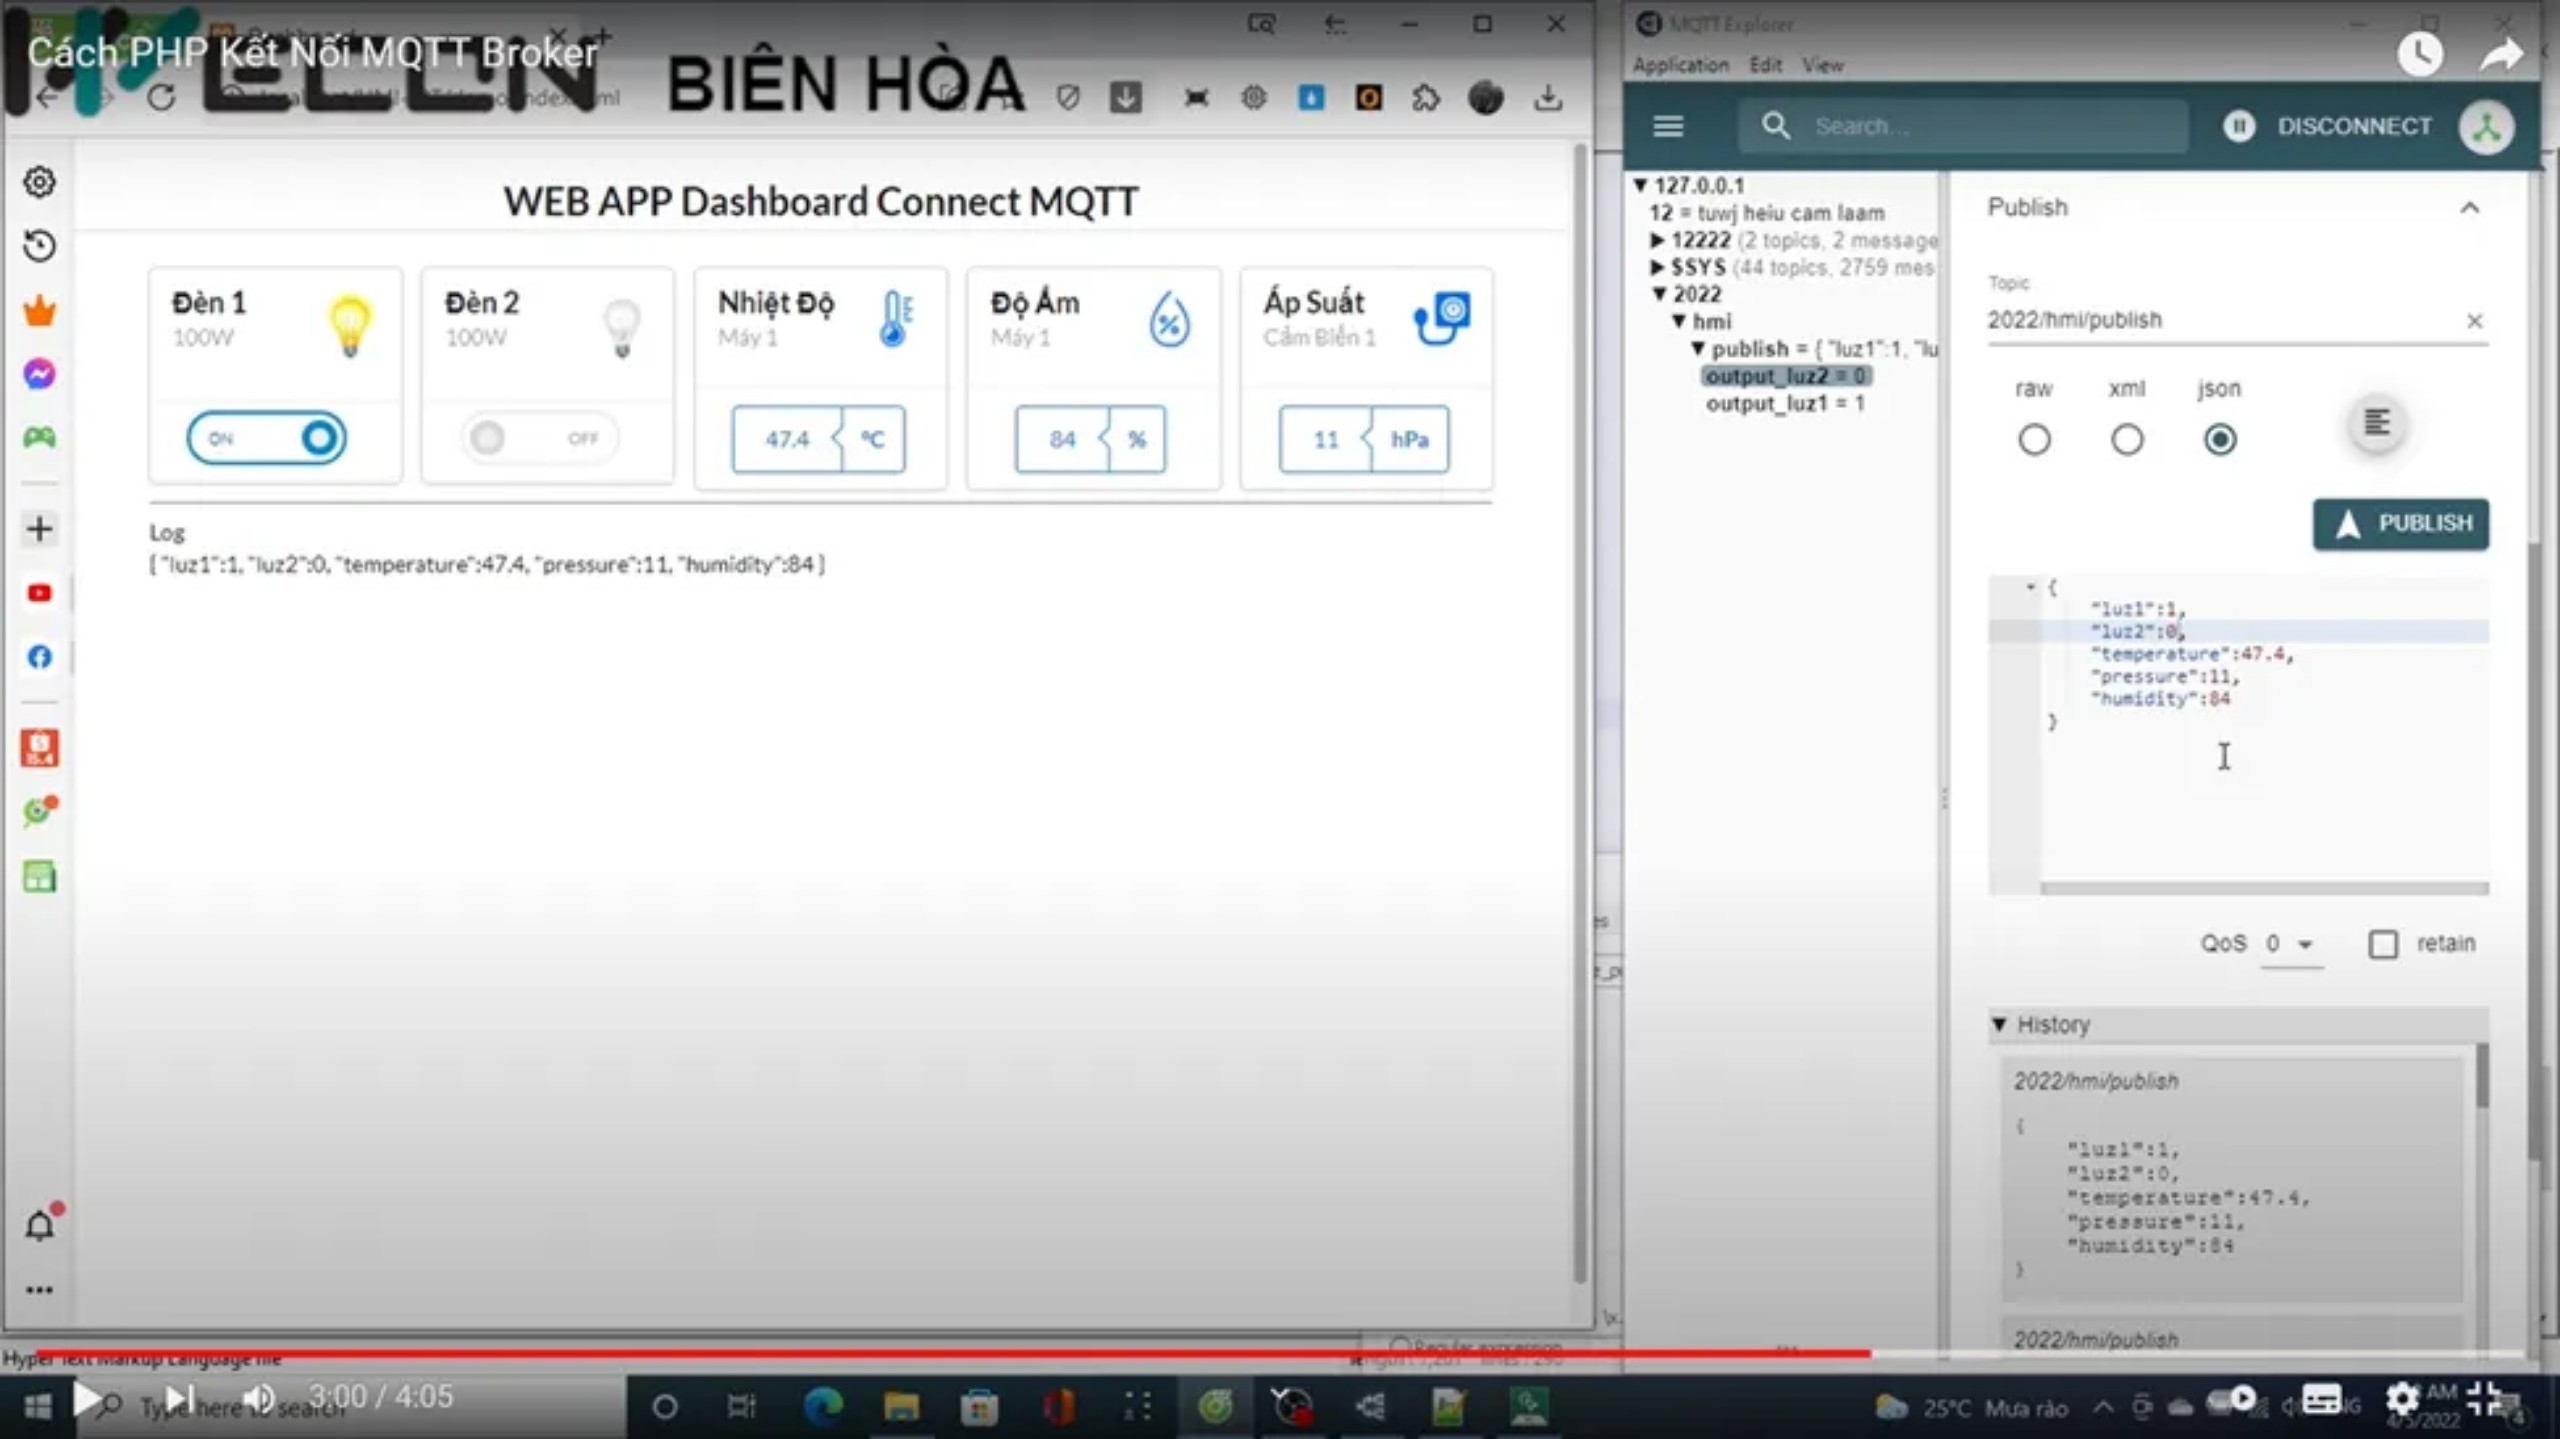 Cách PHP Kết Nối MQTT Broker
BIÊN HÒA
WEB APP Dashboard Connect MQTT
Đèn 1
100W
ON
Đèn 2
100W
OFF
Nhiệt Độ
Máy 1
47.4 °C
Độ Ẩm
Máy 1
84 %
Áp Suất
Cảm Biến 1
11 hPa
Log
{ "luz1":1, "luz2":0, "temperature":47.4, "pressure":11, "humidity":84 }
MQTT Explorer
Application Edit View
Search...
DISCONNECT
127.0.0.1
12 = tuwj heiu cam laam
12222 (2 topics, 2 message
$SYS (44 topics, 2759 mes
2022
hmi
publish = { "luz1":1, "lu
output_luz2 = 0
output_luz1 = 1
Publish
Topic
2022/hmi/publish
raw xml json
PUBLISH
{
"luz1":1,
"luz2":0,
"temperature":47.4,
"pressure":11,
"humidity":84
}
QoS 0 retain
History
2022/hmi/publish
{
"luz1":1,
"luz2":0,
"temperature":47.4,
"pressure":11,
"humidity":84
}
2022/hmi/publish
Hyper Text Markup Language file
3:00 / 4:05
Type here to search
25°C Mưa rào
AM
4/5/2022